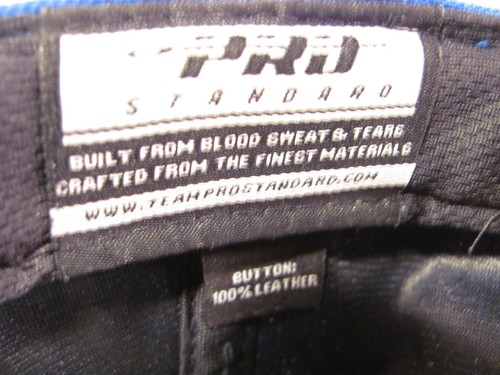 PRO
STANDARD
BUILT FROM BLOOD SWEAT & TEARS
CRAFTED FROM THE FINEST MATERIALS
WWW.TEAMPROSTANDARD.COM
BUTTON:
100% LEATHER